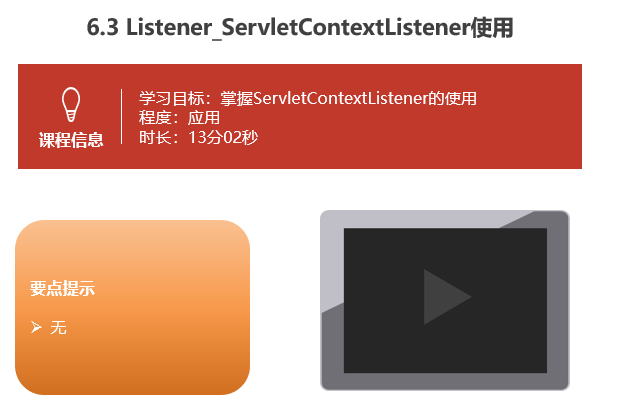 6.3 Listener_ServletContextListener使用
学习目标：掌握ServletContextListener的使用
程度：应用
时长：13分02秒
课程信息
要点提示
➢ 无